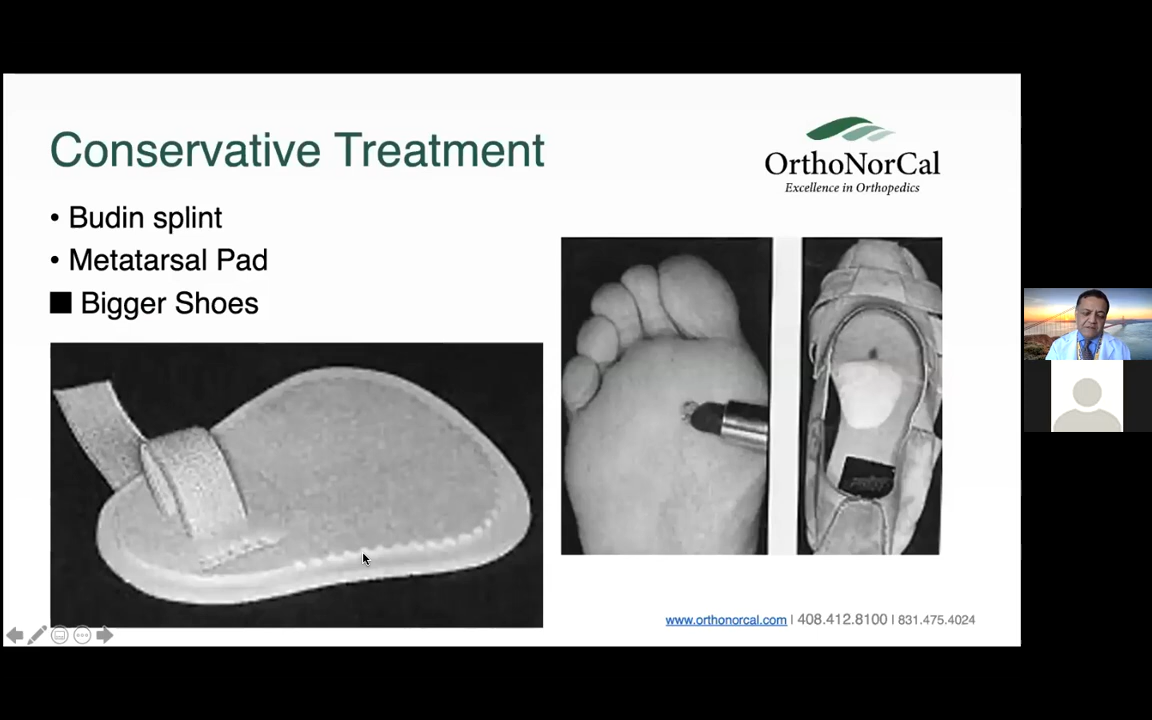 Conservative Treatment
OrthoNorCal
Excellence in Orthopedics
• Budin splint
• Metatarsal Pad
■ Bigger Shoes
www.orthonorcal.com | 408.412.8100 | 831.475.4024